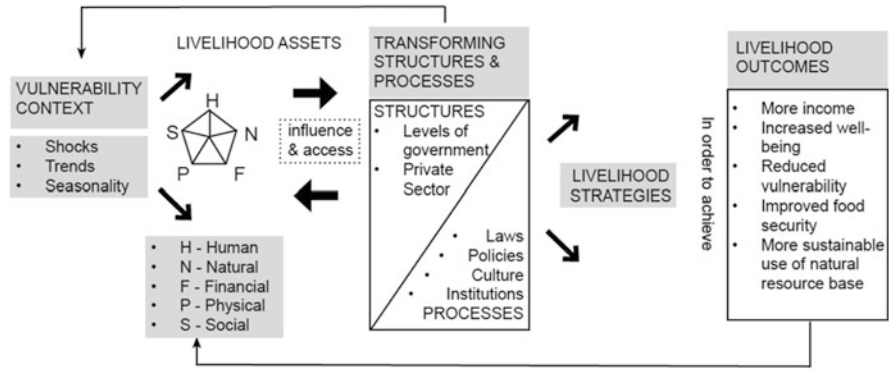 VULNERABILITY
CONTEXT
• Shocks
• Trends
• Seasonality
LIVELIHOOD ASSETS
H
S
N
P
F
influence
& access
• H - Human
• N - Natural
• F - Financial
• P - Physical
• S - Social
TRANSFORMING
STRUCTURES &
PROCESSES
STRUCTURES
• Levels of
government
• Private
Sector
• Laws
• Policies
• Culture
• Institutions
PROCESSES
LIVELIHOOD
STRATEGIES
In order to achieve
LIVELIHOOD
OUTCOMES
• More income
• Increased well-
being
• Reduced
vulnerability
• Improved food
security
• More sustainable
use of natural
resource base